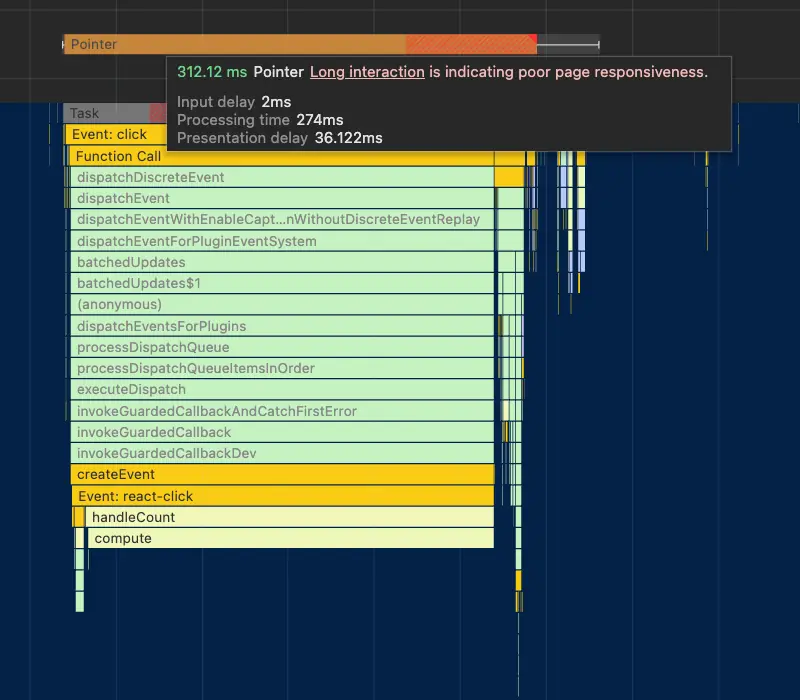 Pointer
312.12 ms Pointer Long interaction is indicating poor page responsiveness.
Input delay 2ms
Processing time 274ms
Presentation delay 36.122ms
Task
Event: click
Function Call
dispatchDiscreteEvent
dispatchEvent
dispatchEventWithEnableCapt...nWithoutDiscreteEventReplay
dispatchEventForPluginEventSystem
batchedUpdates
batchedUpdates$1
(anonymous)
dispatchEventsForPlugins
processDispatchQueue
processDispatchQueueItemsInOrder
executeDispatch
invokeGuardedCallbackAndCatchFirstError
invokeGuardedCallback
invokeGuardedCallbackDev
createEvent
Event: react-click
handleCount
compute